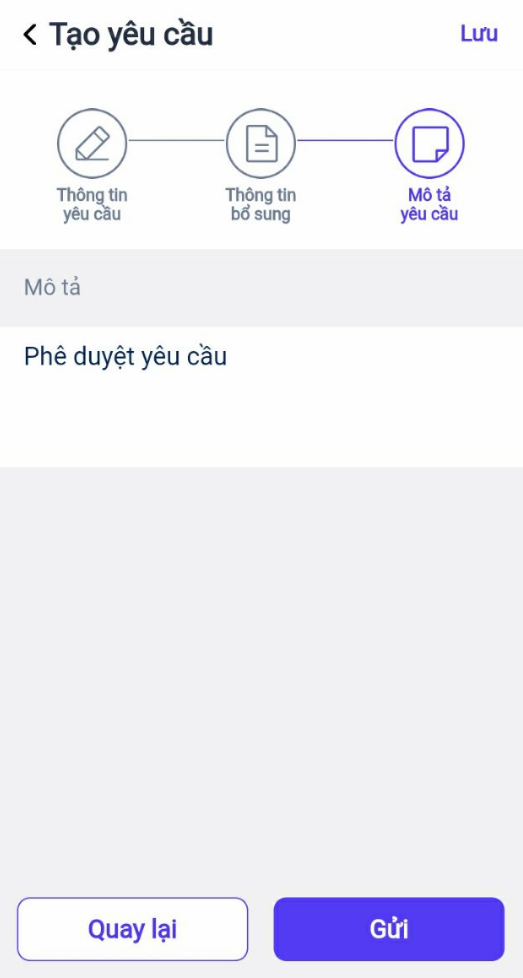 Tạo yêu cầu
Lưu
Thông tin
yêu cầu
Thông tin
bổ sung
Mô tả
yêu cầu
Mô tả
Phê duyệt yêu cầu
Quay lại
Gửi